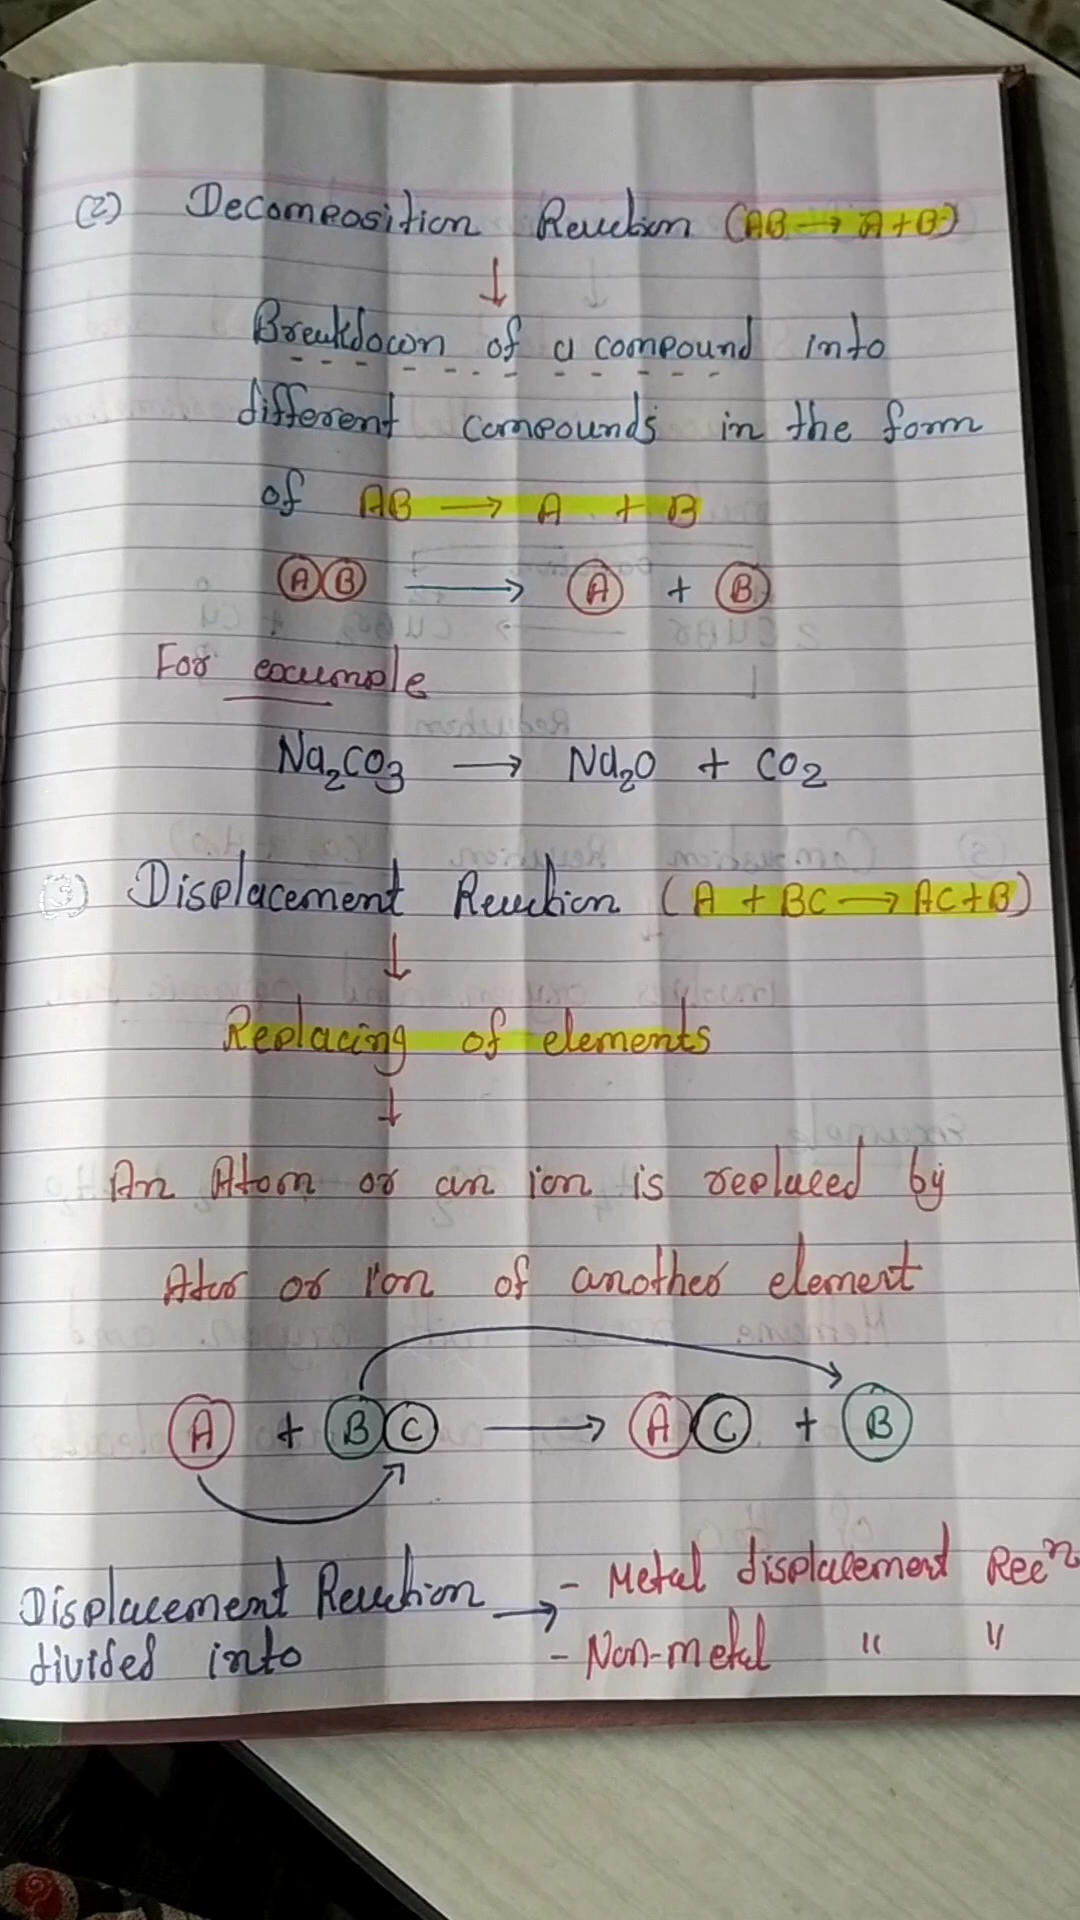 (2) Decomposition Reaction (AB → A + B)
↓
Breakdown of a compound into
different compounds in the form
of AB → A + B
A B → A + B
For example
Na₂CO₃ → Na₂O + CO₂
(3) Displacement Reaction (A + BC → AC + B)
↓
Replacing of elements
↓
An Atom or an ion is replaced by
Ator or ion of another element
A + B C → A C + B
Displacement Reaction → - Metal displacement Recⁿ
divided into - Non-metal " "